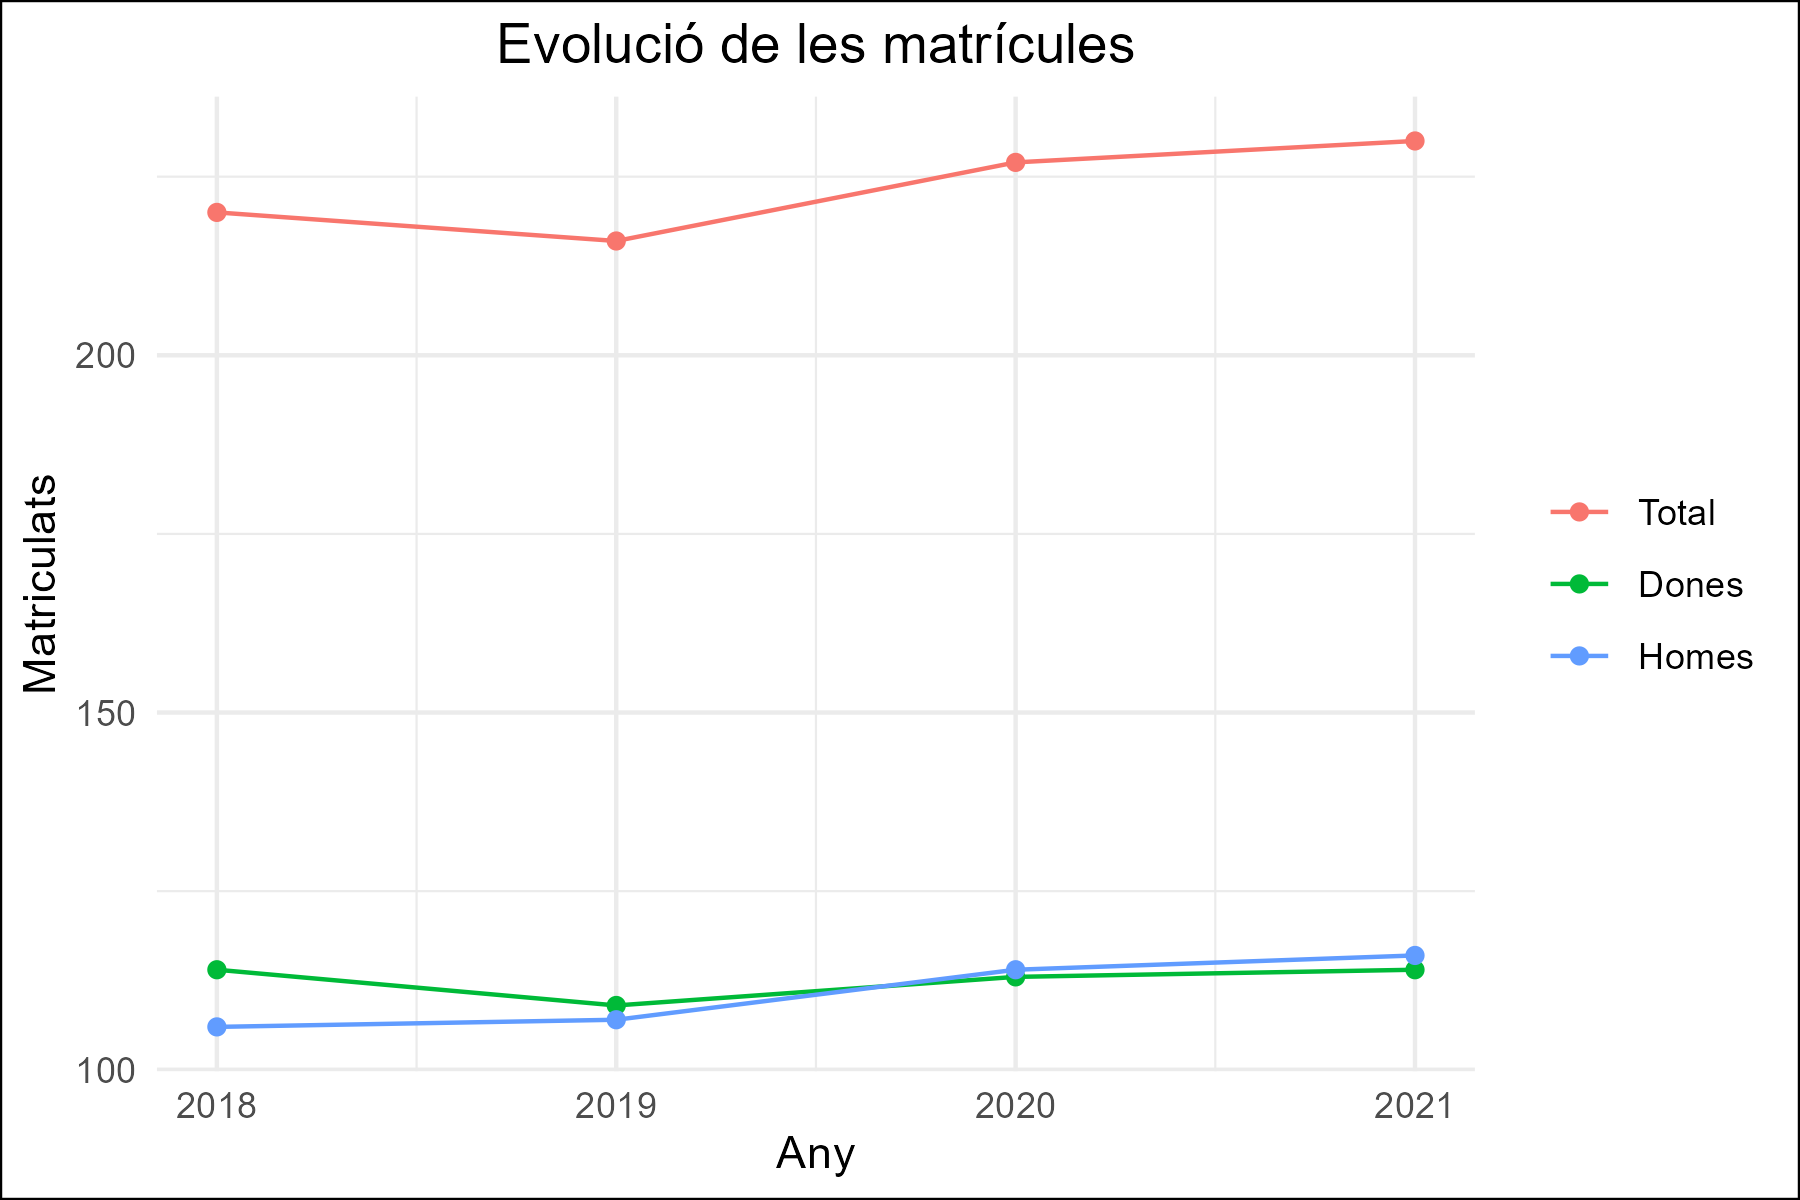 Evolució de les matrícules
Matriculats
200
150
100
2018
2019
2020
2021
Any
Total
Dones
Homes